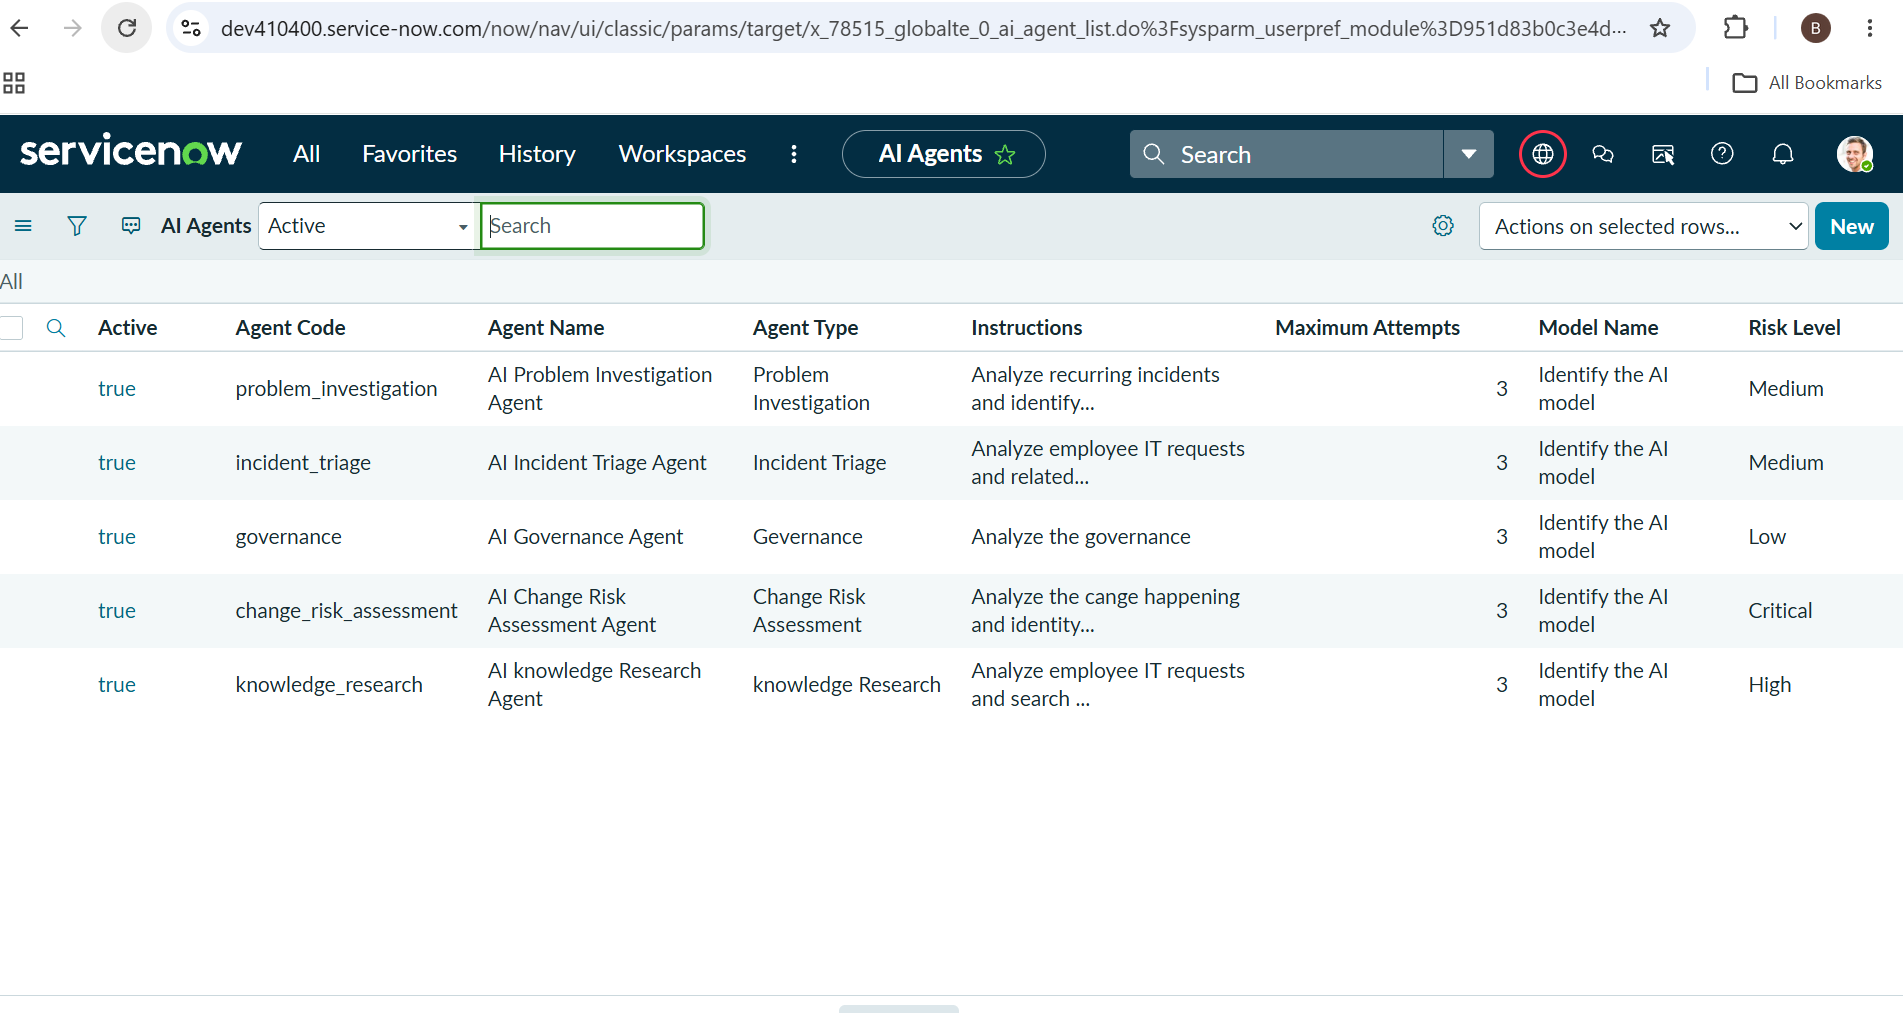 dev410400.service-now.com/now/nav/ui/classic/params/target/x_78515_globalte_0_ai_agent_list.do%3Fsysparm_userpref_module%3D951d83b0c3e4d...
B
All Bookmarks
servicenow All Favorites History Workspaces AI Agents Search
AI Agents Active Search Actions on selected rows... New
All
Active Agent Code Agent Name Agent Type Instructions Maximum Attempts Model Name Risk Level
true problem_investigation AI Problem Investigation Agent Problem Investigation Analyze recurring incidents and identify... 3 Identify the AI model Medium
true incident_triage AI Incident Triage Agent Incident Triage Analyze employee IT requests and related... 3 Identify the AI model Medium
true governance AI Governance Agent Gevernance Analyze the governance 3 Identify the AI model Low
true change_risk_assessment AI Change Risk Assessment Agent Change Risk Assessment Analyze the cange happening and identity... 3 Identify the AI model Critical
true knowledge_research AI knowledge Research Agent knowledge Research Analyze employee IT requests and search ... 3 Identify the AI model High